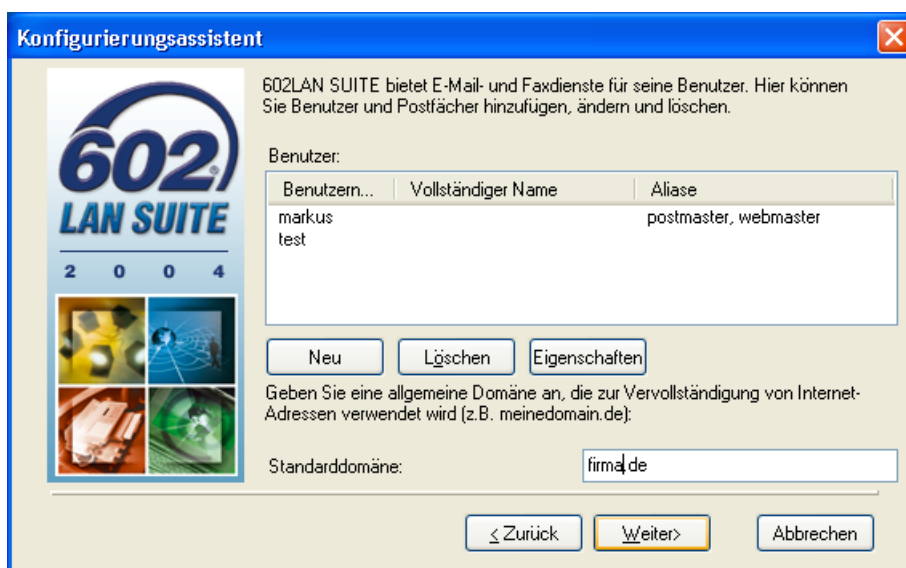 Konfigurierungsassistent
602LAN SUITE bietet E-Mail- und Faxdienste für seine Benutzer. Hier können
Sie Benutzer und Postfächer hinzufügen, ändern und löschen.
602®
LAN SUITE
2 0 0 4
Benutzer:
Benutzern... Vollständiger Name Aliase
markus postmaster, webmaster
test
Neu Löschen Eigenschaften
Geben Sie eine allgemeine Domäne an, die zur Vervollständigung von Internet-
Adressen verwendet wird (z.B. meinedomain.de):
Standarddomäne: firma.de
< Zurück Weiter> Abbrechen